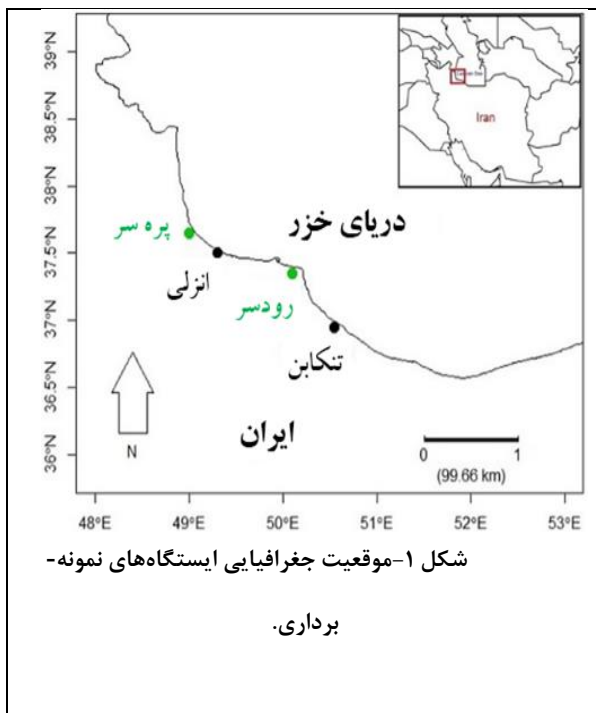 39°N
38.5°N
38°N
37.5°N
37°N
36.5°N
36°N
Iran
دریای خزر
پره سر
انزلی
رودسر
تنکابن
ایران
N
0 1
(99.66 km)
48°E 49°E 50°E 51°E 52°E 53°E
شکل ۱-موقعیت جغرافیایی ایستگاه‌های نمونه-
برداری.